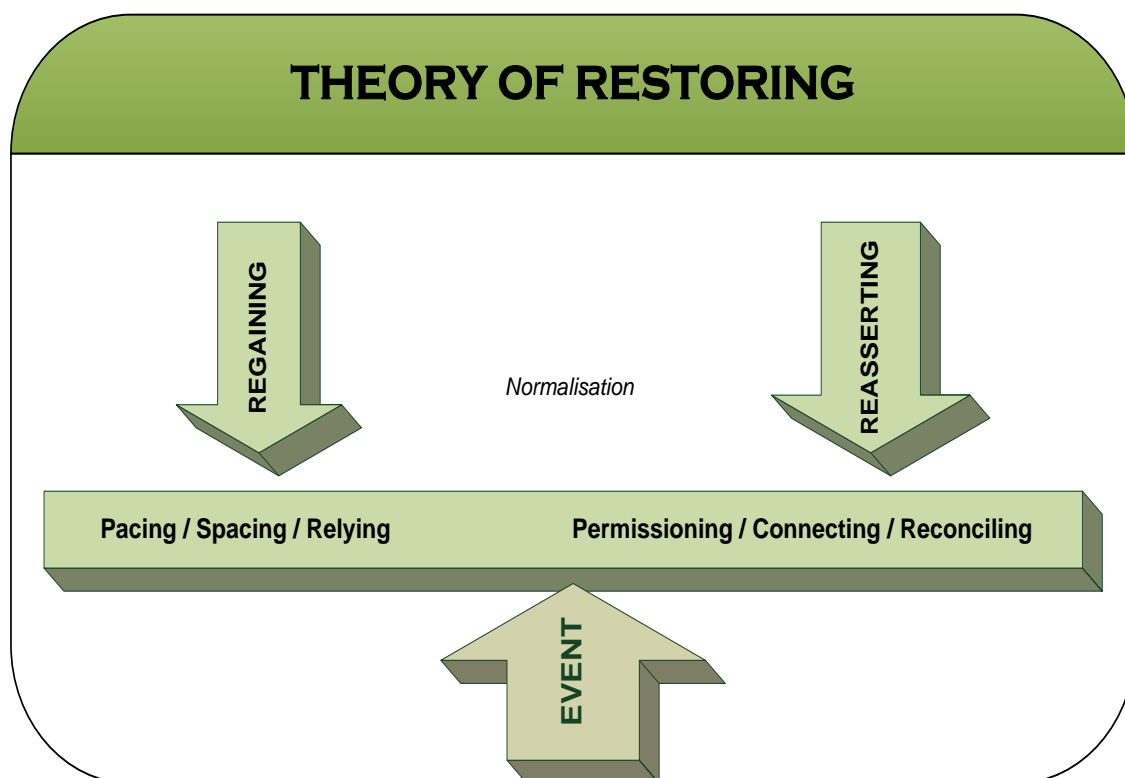 THEORY OF RESTORING
REGAINING
REASSERTING
Normalisation
Pacing / Spacing / Relying
Permissioning / Connecting / Reconciling
EVENT